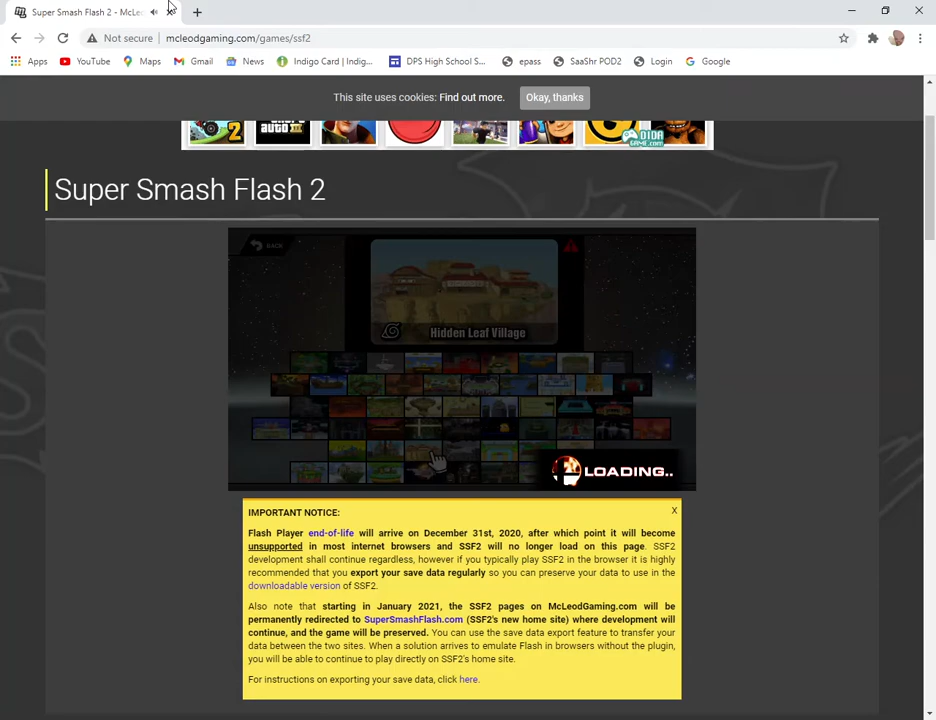 Super Smash Flash 2 - McLe
Not secure mcleodgaming.com/games/ssf2
Apps YouTube Maps Gmail News Indigo Card | Indig... DPS High School S... epass SaaShr POD2 Login Google
This site uses cookies: Find out more. Okay, thanks
2 auto III DIDA
GAME.com
Super Smash Flash 2
BACK
Hidden Leaf Village
LOADING..
IMPORTANT NOTICE: X
Flash Player end-of-life will arrive on December 31st, 2020, after which point it will become
unsupported in most internet browsers and SSF2 will no longer load on this page. SSF2
development shall continue regardless, however if you typically play SSF2 in the browser it is highly
recommended that you export your save data regularly so you can preserve your data to use in the
downloadable version of SSF2.
Also note that starting in January 2021, the SSF2 pages on McLeodGaming.com will be
permanently redirected to SuperSmashFlash.com (SSF2's new home site) where development will
continue, and the game will be preserved. You can use the save data export feature to transfer your
data between the two sites. When a solution arrives to emulate Flash in browsers without the plugin,
you will be able to continue to play directly on SSF2's home site.
For instructions on exporting your save data, click here.